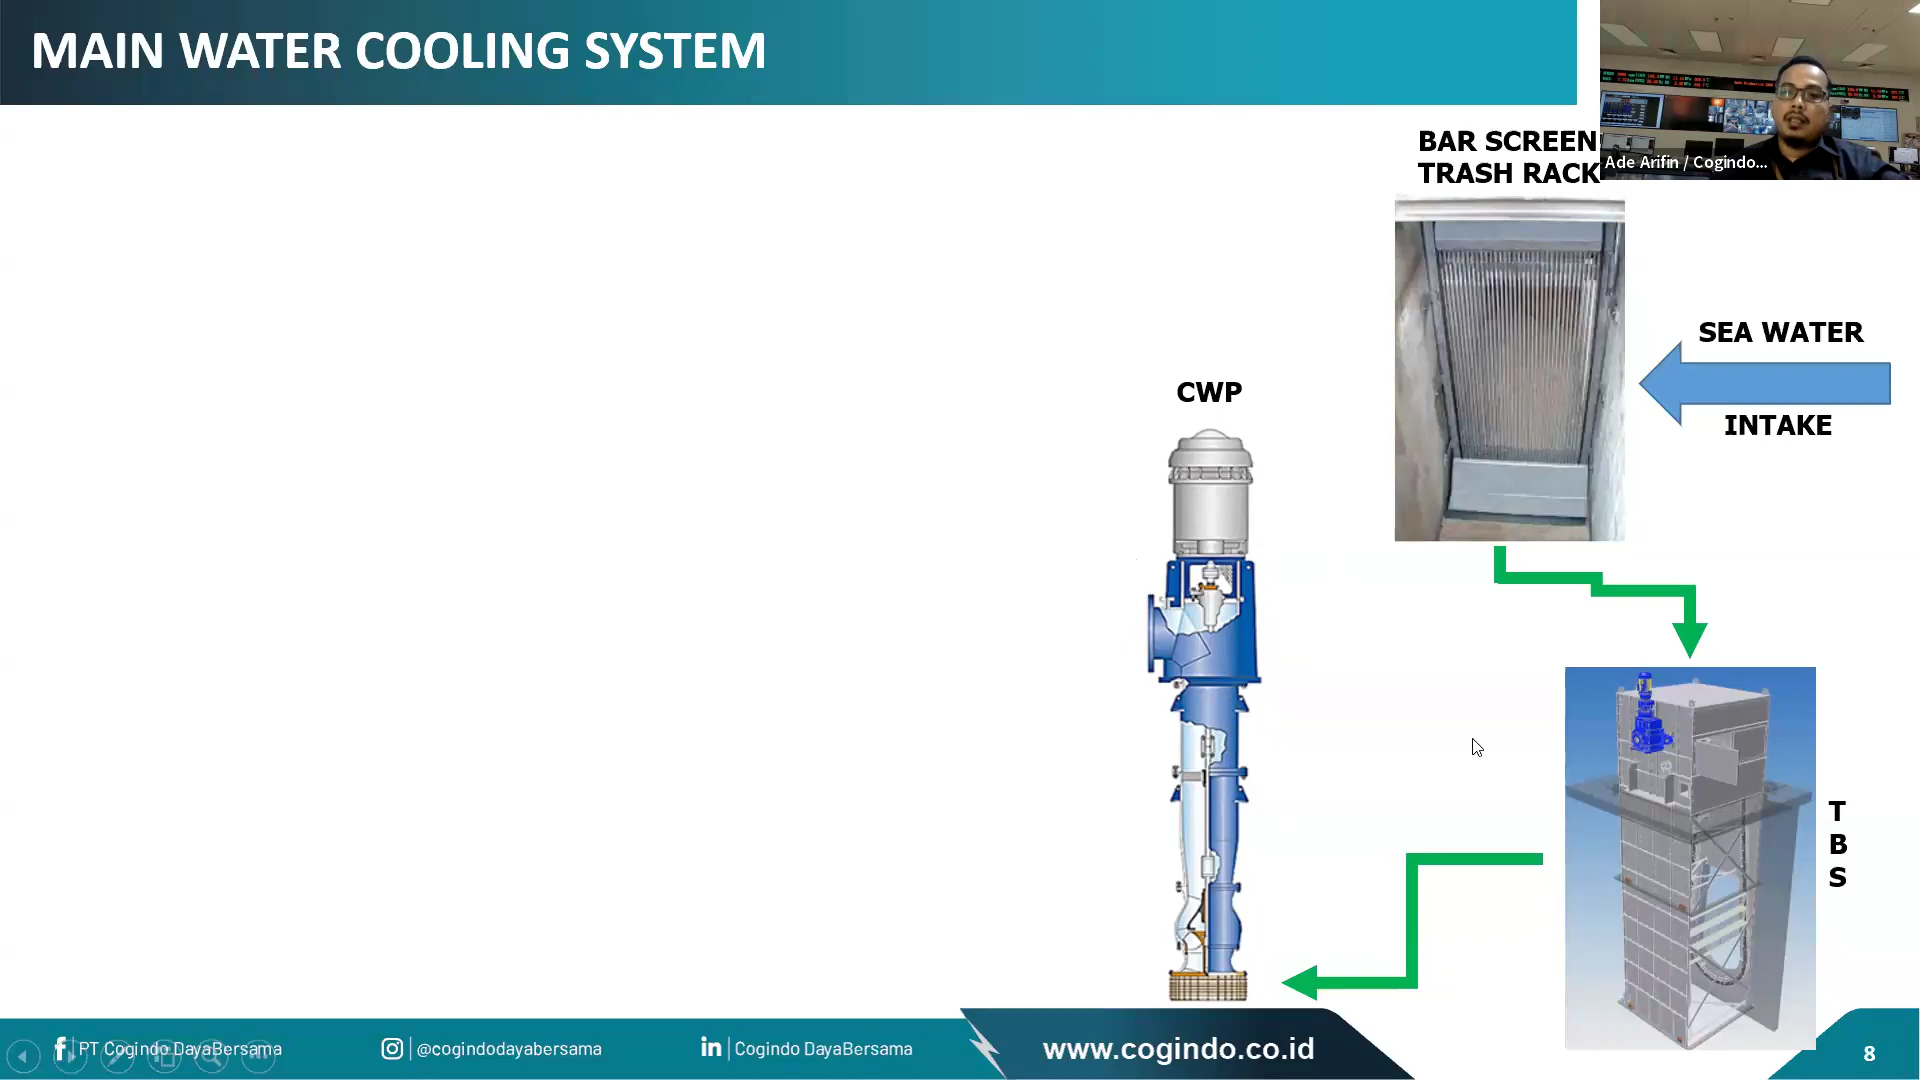 MAIN WATER COOLING SYSTEM
BAR SCREEN
TRASH RACK
Ade Arifin / Cogindo...
SEA WATER
INTAKE
CWP
T
B
S
PT Cogindo DayaBersama
@cogindodayabersama
Cogindo DayaBersama
www.cogindo.co.id
8